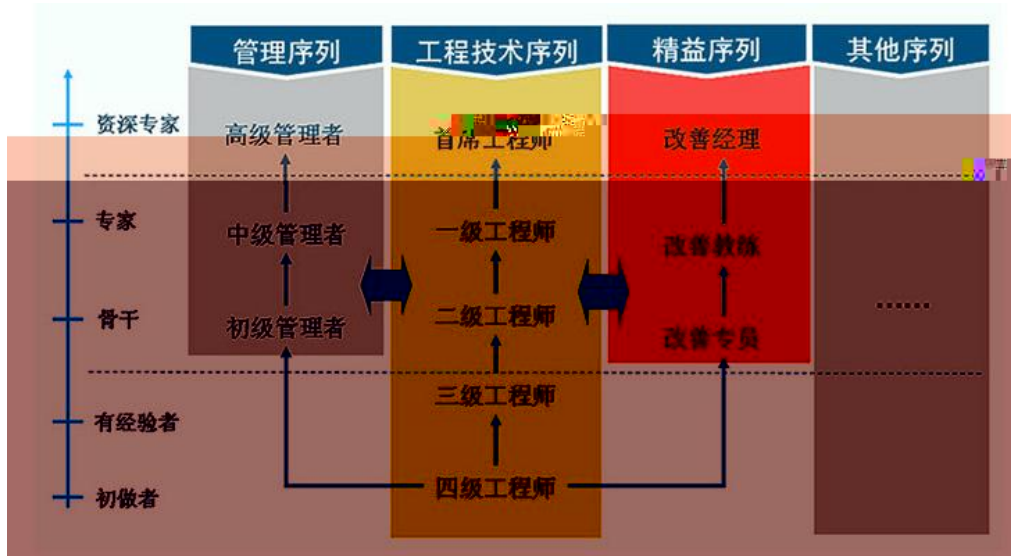 管理序列 工程技术序列 精益序列 其他序列
资深专家 高级管理者 首席工程师 改善经理
专家 中级管理者 一级工程师 改善教练
骨干 初级管理者 二级工程师 改善专员 ······
有经验者 三级工程师
初做者 四级工程师